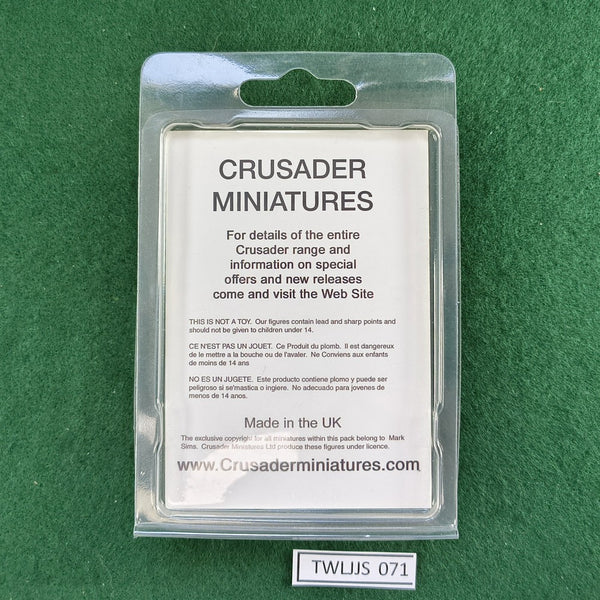 CRUSADER
MINIATURES
For details of the entire
Crusader range and
information on special
offers and new releases
come and visit the Web Site
THIS IS NOT A TOY. Our figures contain lead and sharp points and
should not be given to children under 14.
CE N'EST PAS UN JOUET. Ce Produit du plomb. Il est dangereux
de le mettre a la bouche ou de l'avaler. Ne Conviens aux enfants
de moins de 14 ans
NO ES UN JUGETE. Este producto contiene plomo y puede ser
peligroso si se'mastica o ingiere. No adecuado para jovenes de
menos de 14 anos.
Made in the UK
The exclusive copyright for all miniatures within this pack belong to Mark
Sims. Crusader Miniatures Ltd produce these figures under licence.
www.Crusaderminiatures.com
TWLJJS 071